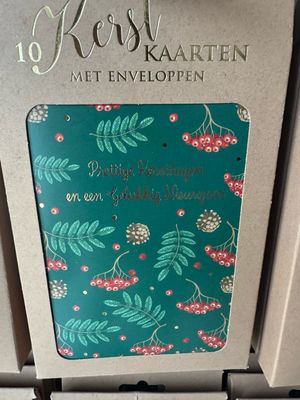 10 Kerst
KAARTEN
MET ENVELOPPEN
Prettige Kerstdagen
en een Gelukkig Nieuwjaar